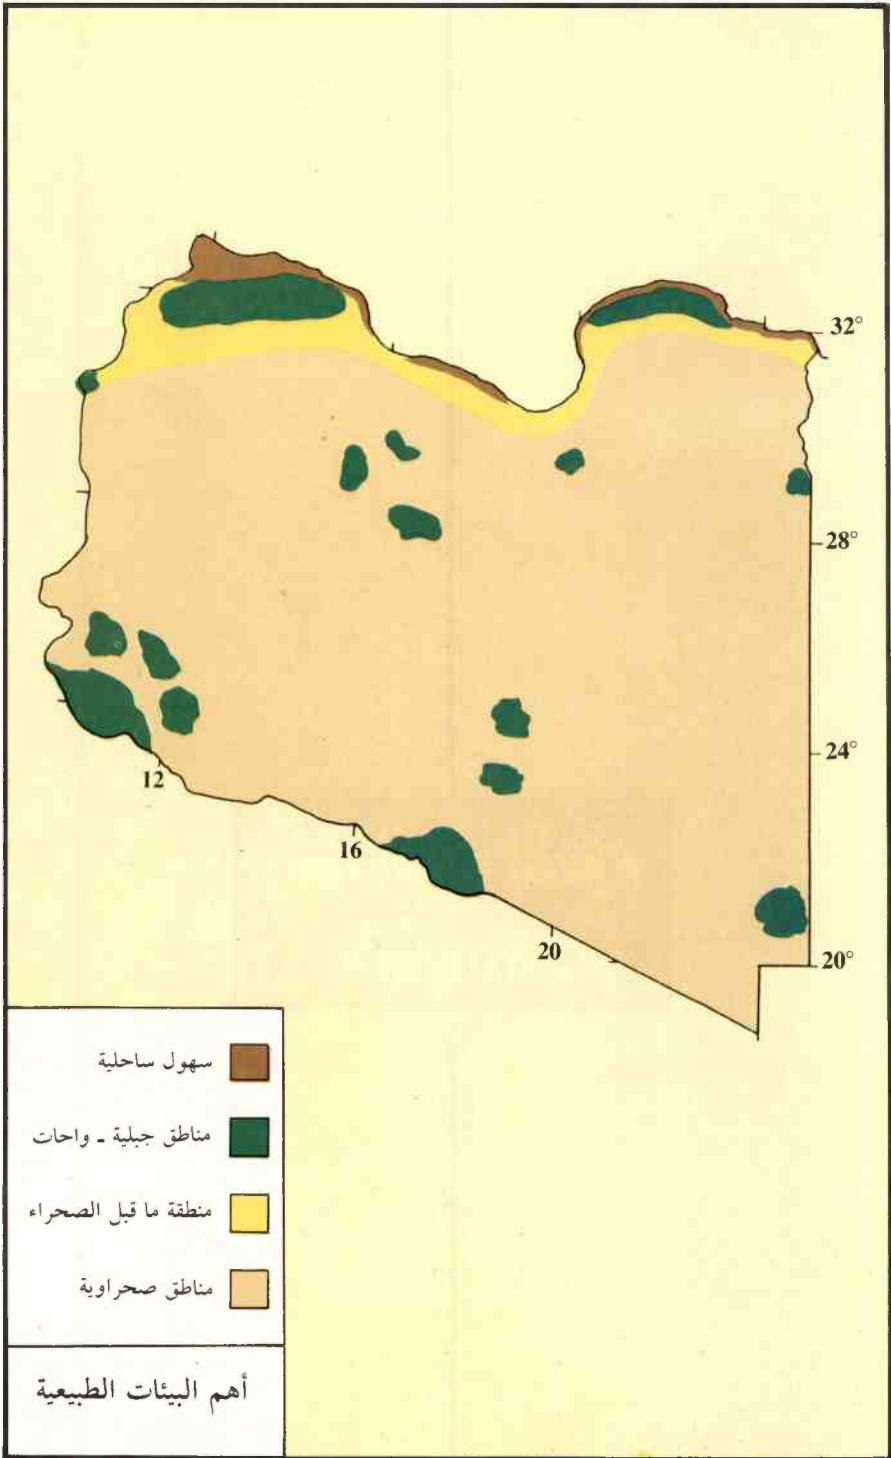 32°
28°
24°
12
16
20
20°
سهول ساحلية
مناطق جبلية - واحات
منطقة ما قبل الصحراء
مناطق صحراوية
أهم البيئات الطبيعية